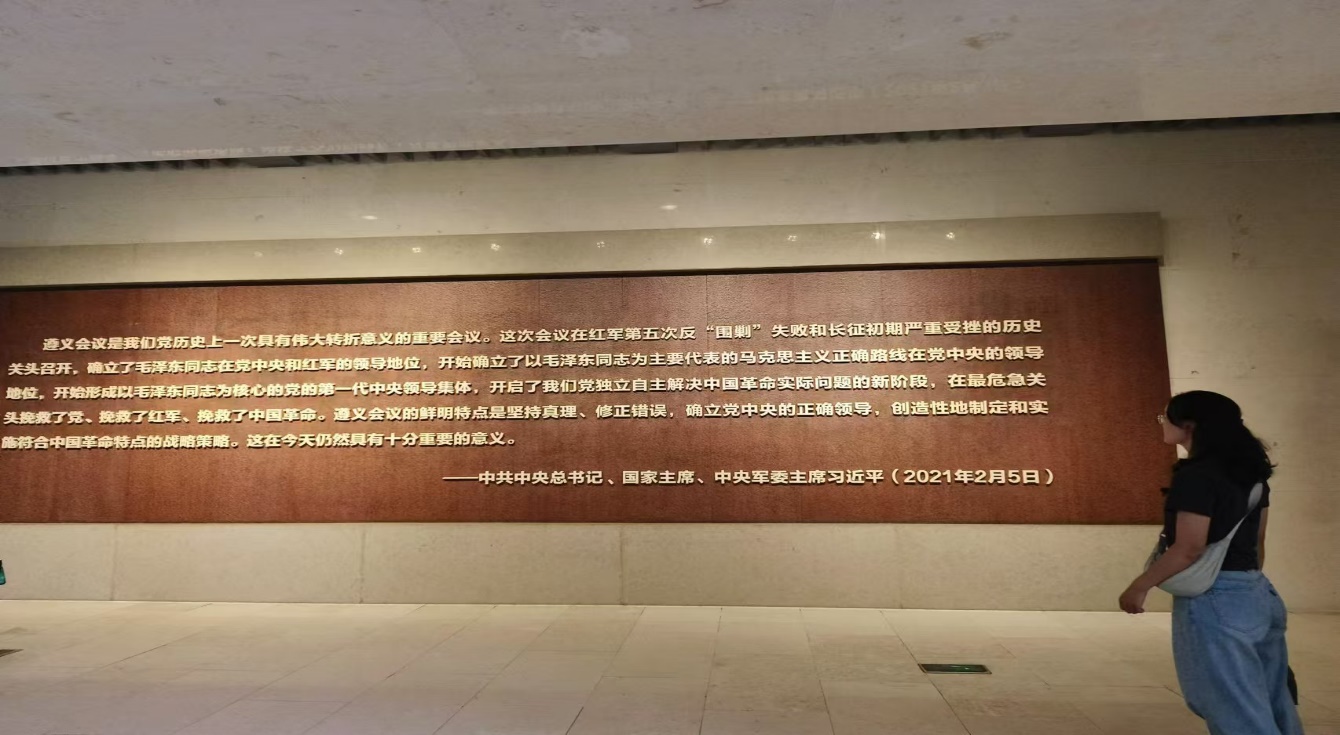 遵义会议是我们党历史上一次具有伟大转折意义的重要会议。这次会议在红军第五次反“围剿”失败和长征初期严重受挫的历史
关头召开，确立了毛泽东同志在党中央和红军的领导地位，开始确立了以毛泽东同志为主要代表的马克思主义正确路线在党中央的领导
地位，开始形成以毛泽东同志为核心的党的第一代中央领导集体，开启了我们党独立自主解决中国革命实际问题的新阶段，在最危急关
头挽救了党、挽救了红军、挽救了中国革命。遵义会议的鲜明特点是坚持真理、修正错误，确立党中央的正确领导，创造性地制定和实
施符合中国革命特点的战略策略。这在今天仍然具有十分重要的意义。
——中共中央总书记、国家主席、中央军委主席习近平（2021年2月5日）